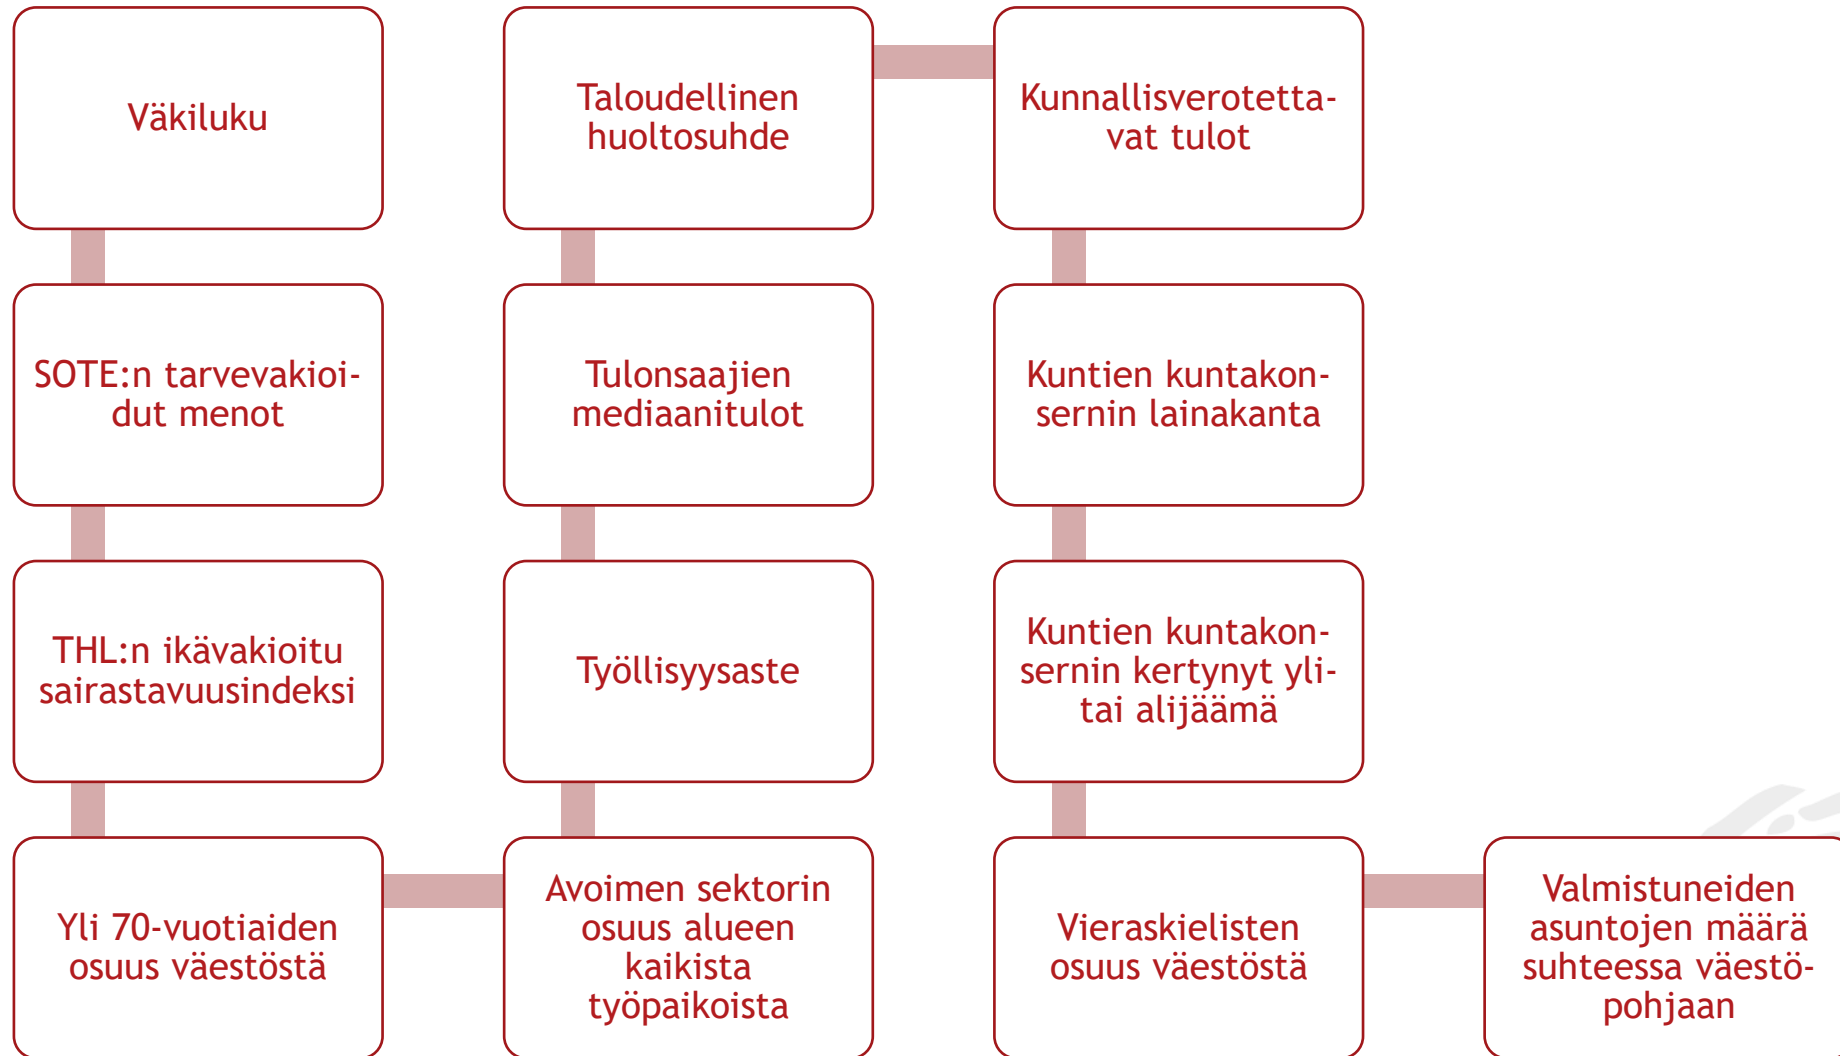 Väkiluku
SOTE:n tarvevakioi-
dut menot
THL:n ikävakioitu
sairastavuusindeksi
Yli 70-vuotiaiden
osuus väestöstä
Avoimen sektorin
osuus alueen
kaikista
työpaikoista
Työllisyysaste
Tulonsaajien
mediaanitulot
Taloudellinen
huoltosuhde
Kunnallisverotetta-
vat tulot
Kuntien kuntakon-
sernin lainakanta
Kuntien kuntakon-
sernin kertynyt yli-
tai alijäämä
Vieraskielisten
osuus väestöstä
Valmistuneiden
asuntojen määrä
suhteessa väestö-
pohjaan